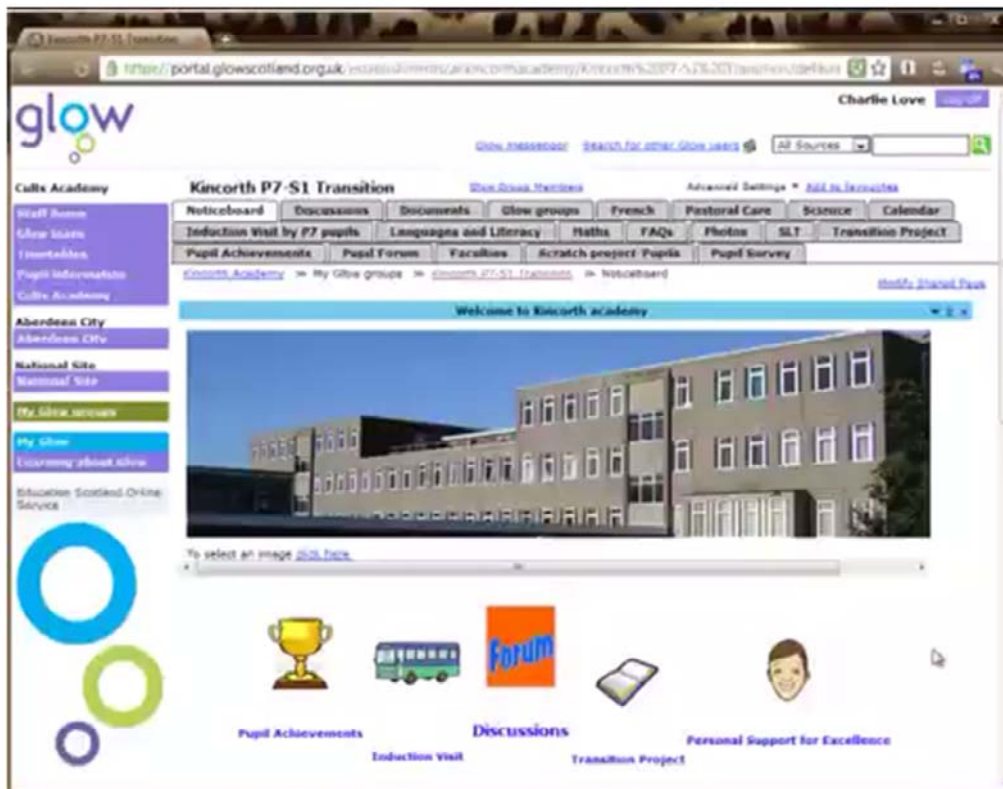 Kincorth P7-S1 Transition
https://portal.glowscotland.org.uk/
Charlie Love Log Off
glow
Glow messenger Search for other Glow users All Sources
Cults Academy
Kincorth P7-S1 Transition Glow Group Members Advanced Settings Add to favourites
Noticeboard Discussions Documents Glow groups French Pastoral Care Science Calendar
Induction Visit by P7 pupils Languages and Literacy Maths FAQs Photos SLT Transition Project
Pupil Achievements Pupil Forum Faculties Scratch project Pupils Pupil Survey
Kincorth Academy >> My Glow groups >> Kincorth P7-S1 Transition >> Noticeboard
Modify Shared Page
Welcome to Kincorth academy
Staff home
Glow learn
Timetables
Pupil information
Cults Academy
Aberdeen City
Aberdeen City
National Site
National Site
My Glow groups
My Glow
Learning about Glow
Education Scotland Online
Service
To select an image click here.
Forum
Pupil Achievements
Induction Visit
Discussions
Transition Project
Personal Support for Excellence